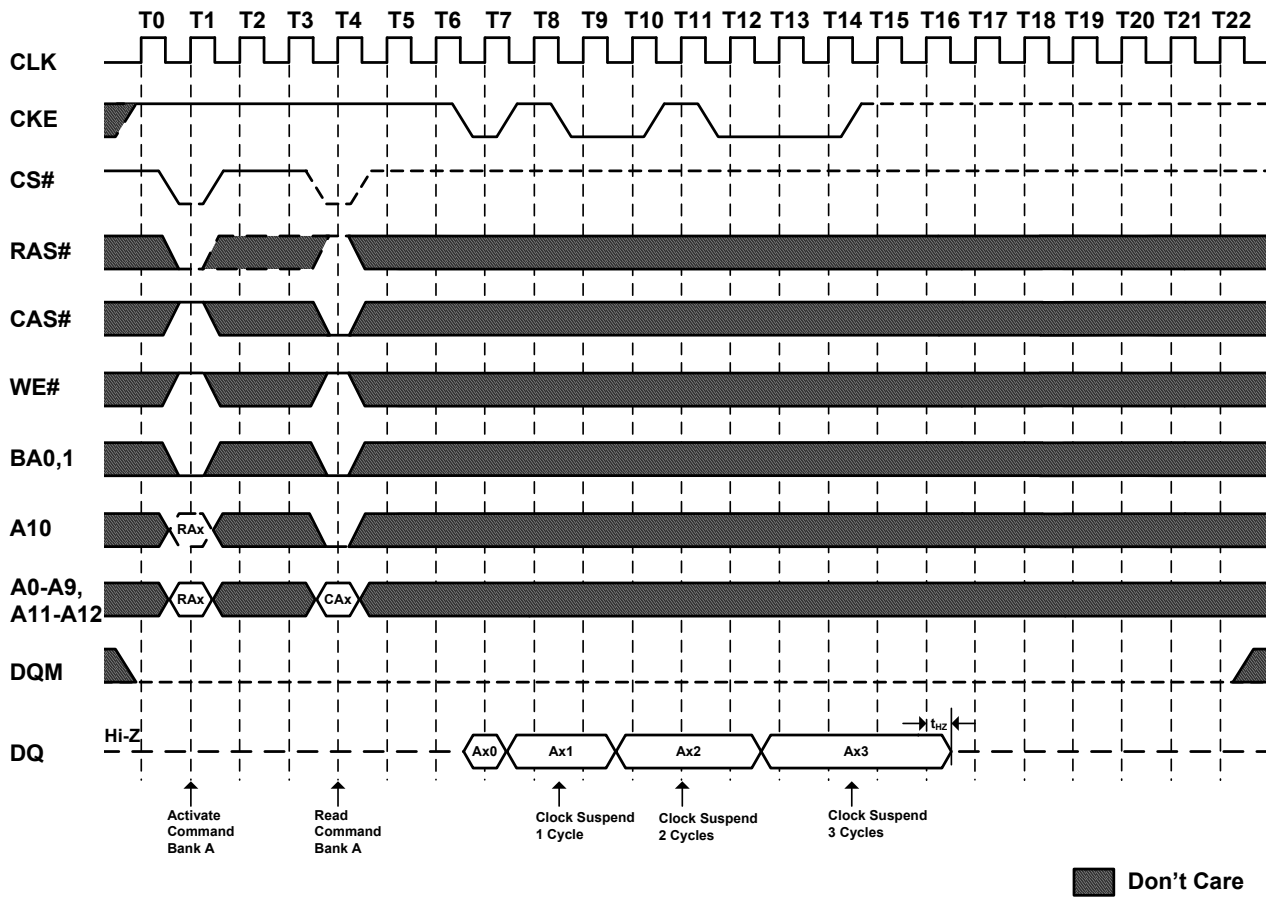 T0 T1 T2 T3 T4 T5 T6 T7 T8 T9 T10 T11 T12 T13 T14 T15 T16 T17 T18 T19 T20 T21 T22
CLK
CKE
CS#
RAS#
CAS#
WE#
BA0,1
A10
RAx
A0-A9,
A11-A12
RAx
CAx
DQM
Hi-Z
DQ
Ax0
Ax1
Ax2
Ax3
tHZ
Activate
Command
Bank A
Read
Command
Bank A
Clock Suspend
1 Cycle
Clock Suspend
2 Cycles
Clock Suspend
3 Cycles
Don't Care